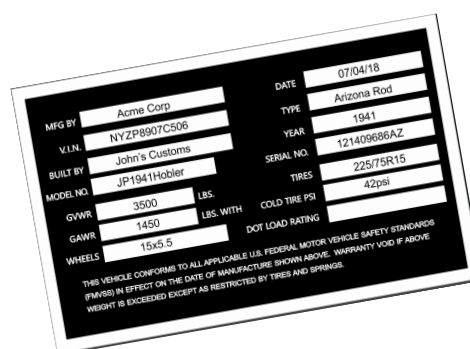 MFG BY Acme Corp
V.I.N. NYZP8907C506
BUILT BY John's Customs
MODEL NO. JP1941Hobler
GVWR 3500 LBS.
GAWR 1450 LBS. WITH
WHEELS 15x5.5
DATE 07/04/18
TYPE Arizona Rod
YEAR 1941
SERIAL NO. 121409686AZ
TIRES 225/75R15
COLD TIRE PSI 42psi
DOT LOAD RATING
THIS VEHICLE CONFORMS TO ALL APPLICABLE U.S. FEDERAL MOTOR VEHICLE SAFETY STANDARDS
(FMVSS) IN EFFECT ON THE DATE OF MANUFACTURE SHOWN ABOVE. WARRANTY VOID IF ABOVE
WEIGHT IS EXCEEDED EXCEPT AS RESTRICTED BY TIRES AND SPRINGS.